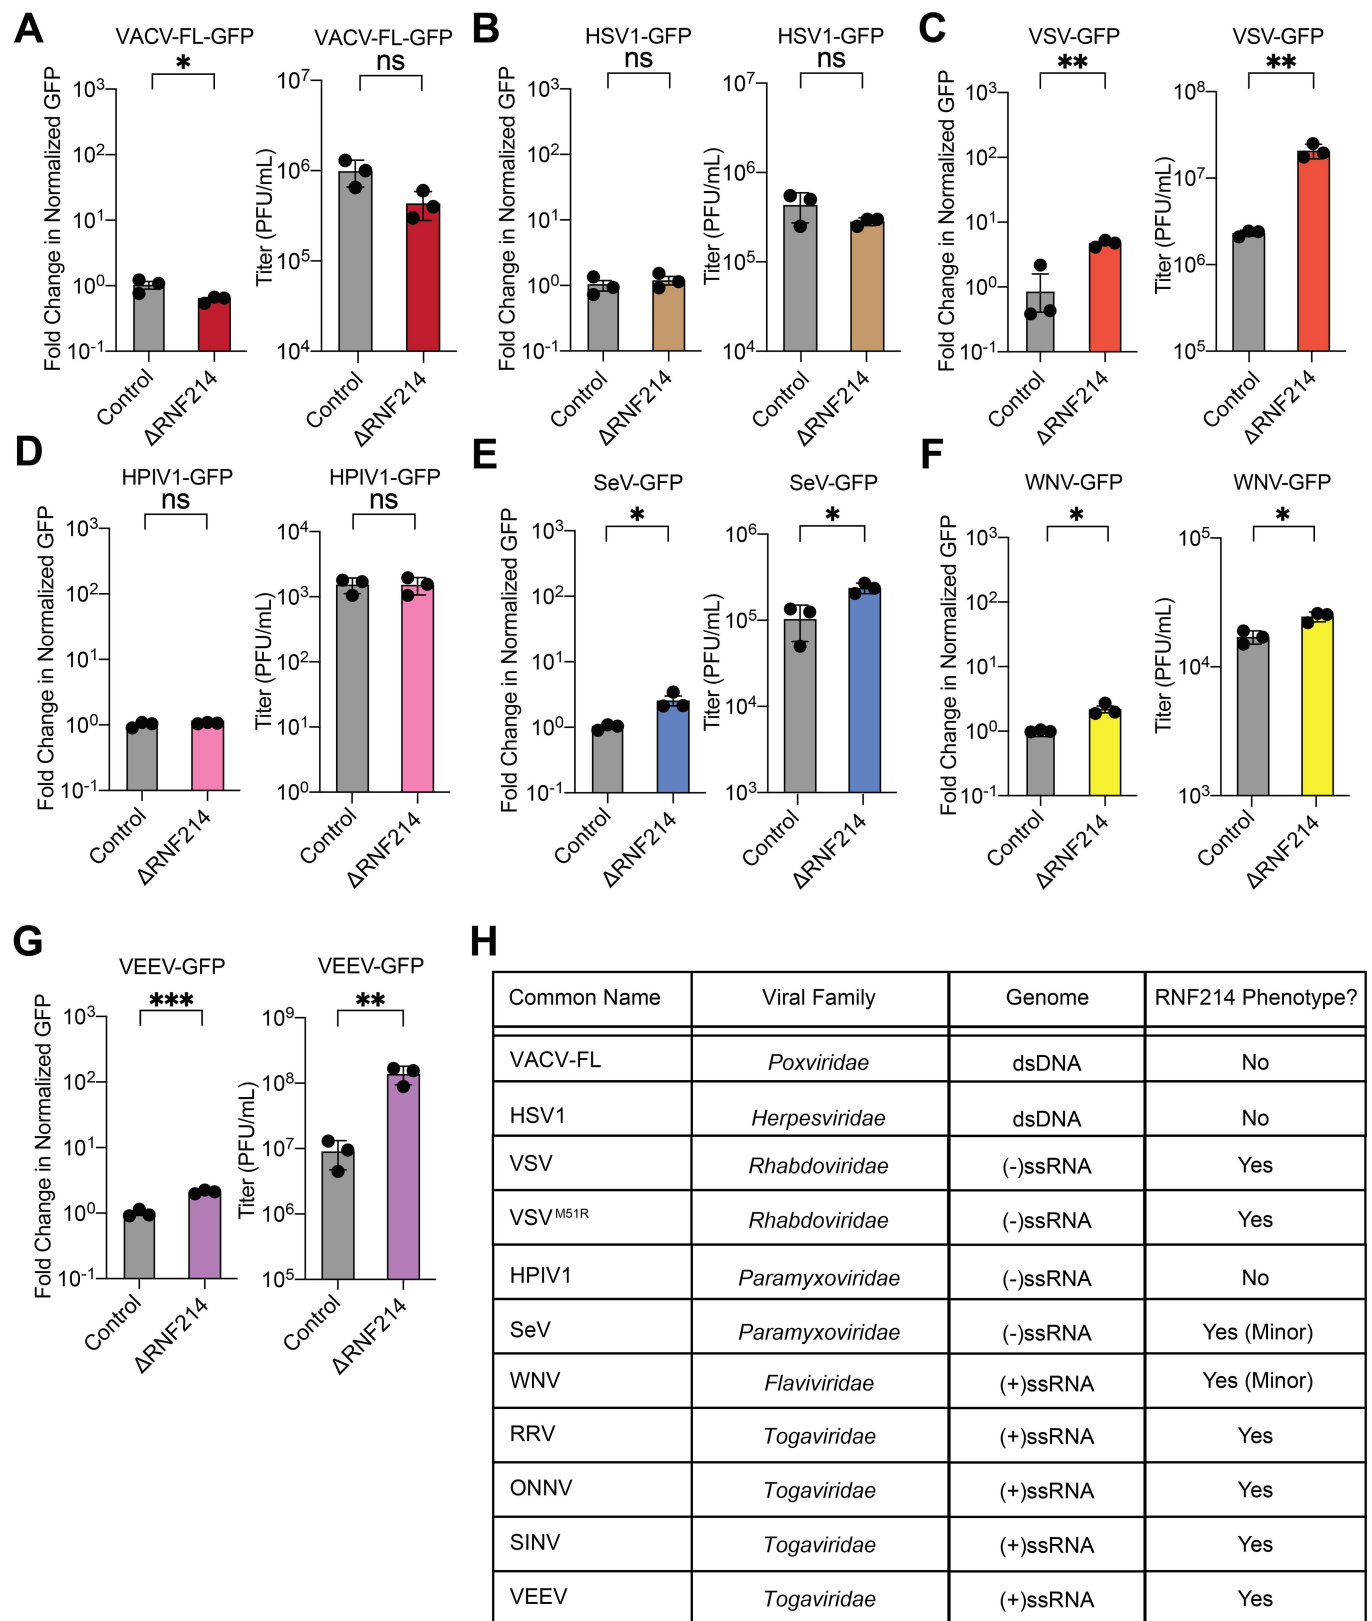 A
VACV-FL-GFP
*
Fold Change in Normalized GFP
10³
10²
10¹
10⁰
10⁻¹
Control
ΔRNF214
VACV-FL-GFP
ns
Titer (PFU/mL)
10⁷
10⁶
10⁵
10⁴
Control
ΔRNF214
B
HSV1-GFP
ns
Fold Change in Normalized GFP
10³
10²
10¹
10⁰
10⁻¹
Control
ΔRNF214
HSV1-GFP
ns
Titer (PFU/mL)
10⁷
10⁶
10⁵
10⁴
Control
ΔRNF214
C
VSV-GFP
**
Fold Change in Normalized GFP
10³
10²
10¹
10⁰
10⁻¹
Control
ΔRNF214
VSV-GFP
**
Titer (PFU/mL)
10⁸
10⁷
10⁶
10⁵
Control
ΔRNF214
D
HPIV1-GFP
ns
Fold Change in Normalized GFP
10³
10²
10¹
10⁰
10⁻¹
Control
ΔRNF214
HPIV1-GFP
ns
Titer (PFU/mL)
10⁴
10³
10²
10¹
10⁰
Control
ΔRNF214
E
SeV-GFP
*
Fold Change in Normalized GFP
10³
10²
10¹
10⁰
10⁻¹
Control
ΔRNF214
SeV-GFP
*
Titer (PFU/mL)
10⁶
10⁵
10⁴
10³
Control
ΔRNF214
F
WNV-GFP
*
Fold Change in Normalized GFP
10³
10²
10¹
10⁰
10⁻¹
Control
ΔRNF214
WNV-GFP
*
Titer (PFU/mL)
10⁵
10⁴
10³
Control
ΔRNF214
G
VEEV-GFP
***
Fold Change in Normalized GFP
10³
10²
10¹
10⁰
10⁻¹
Control
ΔRNF214
VEEV-GFP
**
Titer (PFU/mL)
10⁹
10⁸
10⁷
10⁶
10⁵
Control
ΔRNF214
H
Common Name Viral Family Genome RNF214 Phenotype?
VACV-FL Poxviridae dsDNA No
HSV1 Herpesviridae dsDNA No
VSV Rhabdoviridae (-)ssRNA Yes
VSVᴹ⁵¹ᴿ Rhabdoviridae (-)ssRNA Yes
HPIV1 Paramyxoviridae (-)ssRNA No
SeV Paramyxoviridae (-)ssRNA Yes (Minor)
WNV Flaviviridae (+)ssRNA Yes (Minor)
RRV Togaviridae (+)ssRNA Yes
ONNV Togaviridae (+)ssRNA Yes
SINV Togaviridae (+)ssRNA Yes
VEEV Togaviridae (+)ssRNA Yes